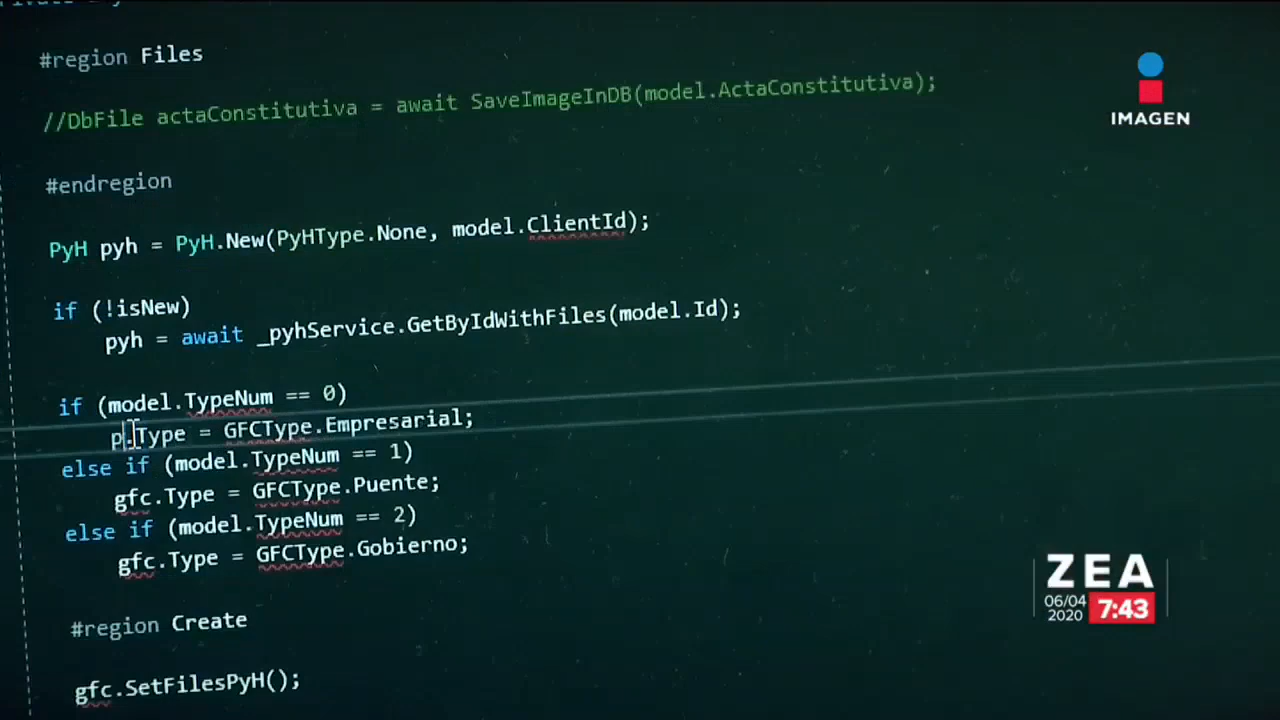 #region Files
//DbFile actaConstitutiva = await SaveImageInDB(model.ActaConstitutiva);
#endregion
PyH pyh = PyH.New(PyHType.None, model.ClientId);
if (!isNew)
pyh = await _pyhService.GetByIdWithFiles(model.Id);
if (model.TypeNum == 0)
p.Type = GFCType.Empresarial;
else if (model.TypeNum == 1)
gfc.Type = GFCType.Puente;
else if (model.TypeNum == 2)
gfc.Type = GFCType.Gobierno;
#region Create
gfc.SetFilesPyH();
IMAGEN
ZEA
06/04
2020
7:43